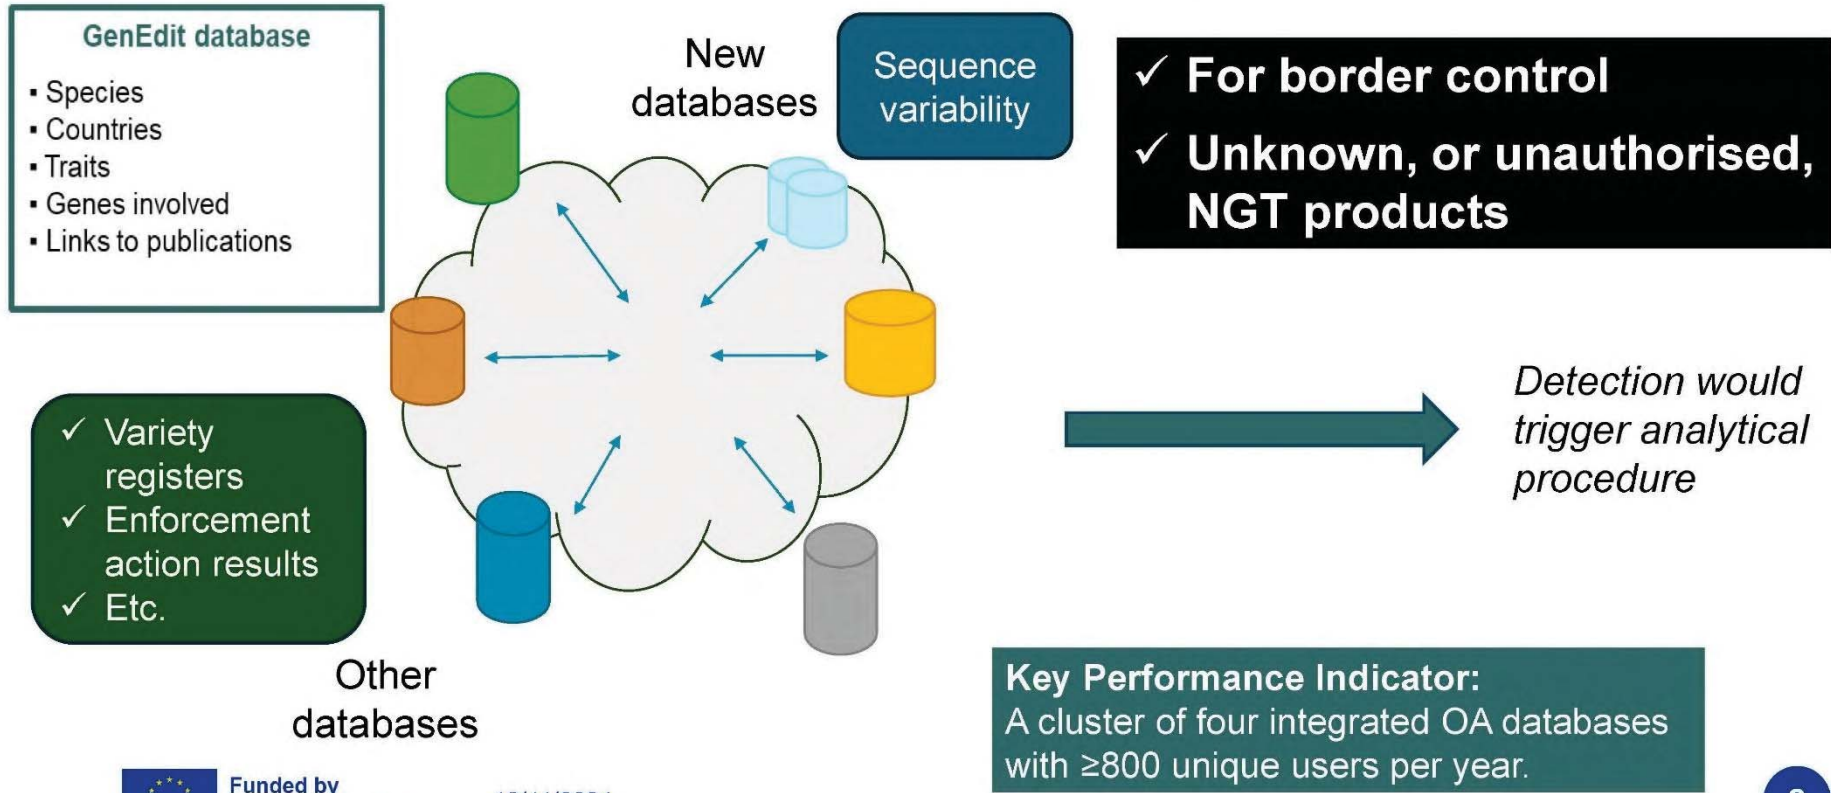 GenEdit database
▪ Species
▪ Countries
▪ Traits
▪ Genes involved
▪ Links to publications
New
databases
Sequence
variability
✓ For border control
✓ Unknown, or unauthorised,
NGT products
✓ Variety
registers
✓ Enforcement
action results
✓ Etc.
Other
databases
Detection would
trigger analytical
procedure
Key Performance Indicator:
A cluster of four integrated OA databases
with ≥800 unique users per year.
Funded by